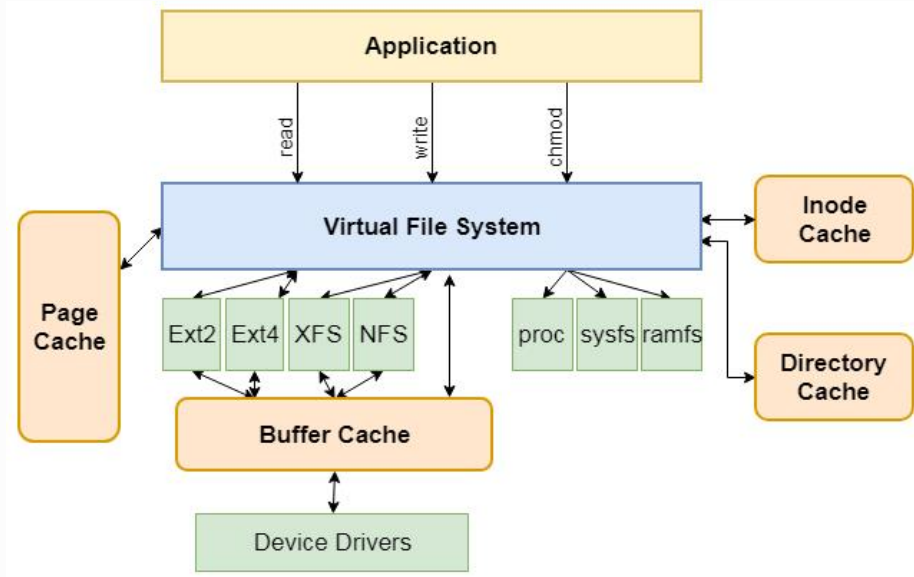 Application
read
write
chmod
Virtual File System
Inode
Cache
Page
Cache
Ext2
Ext4
XFS
NFS
proc
sysfs
ramfs
Directory
Cache
Buffer Cache
Device Drivers